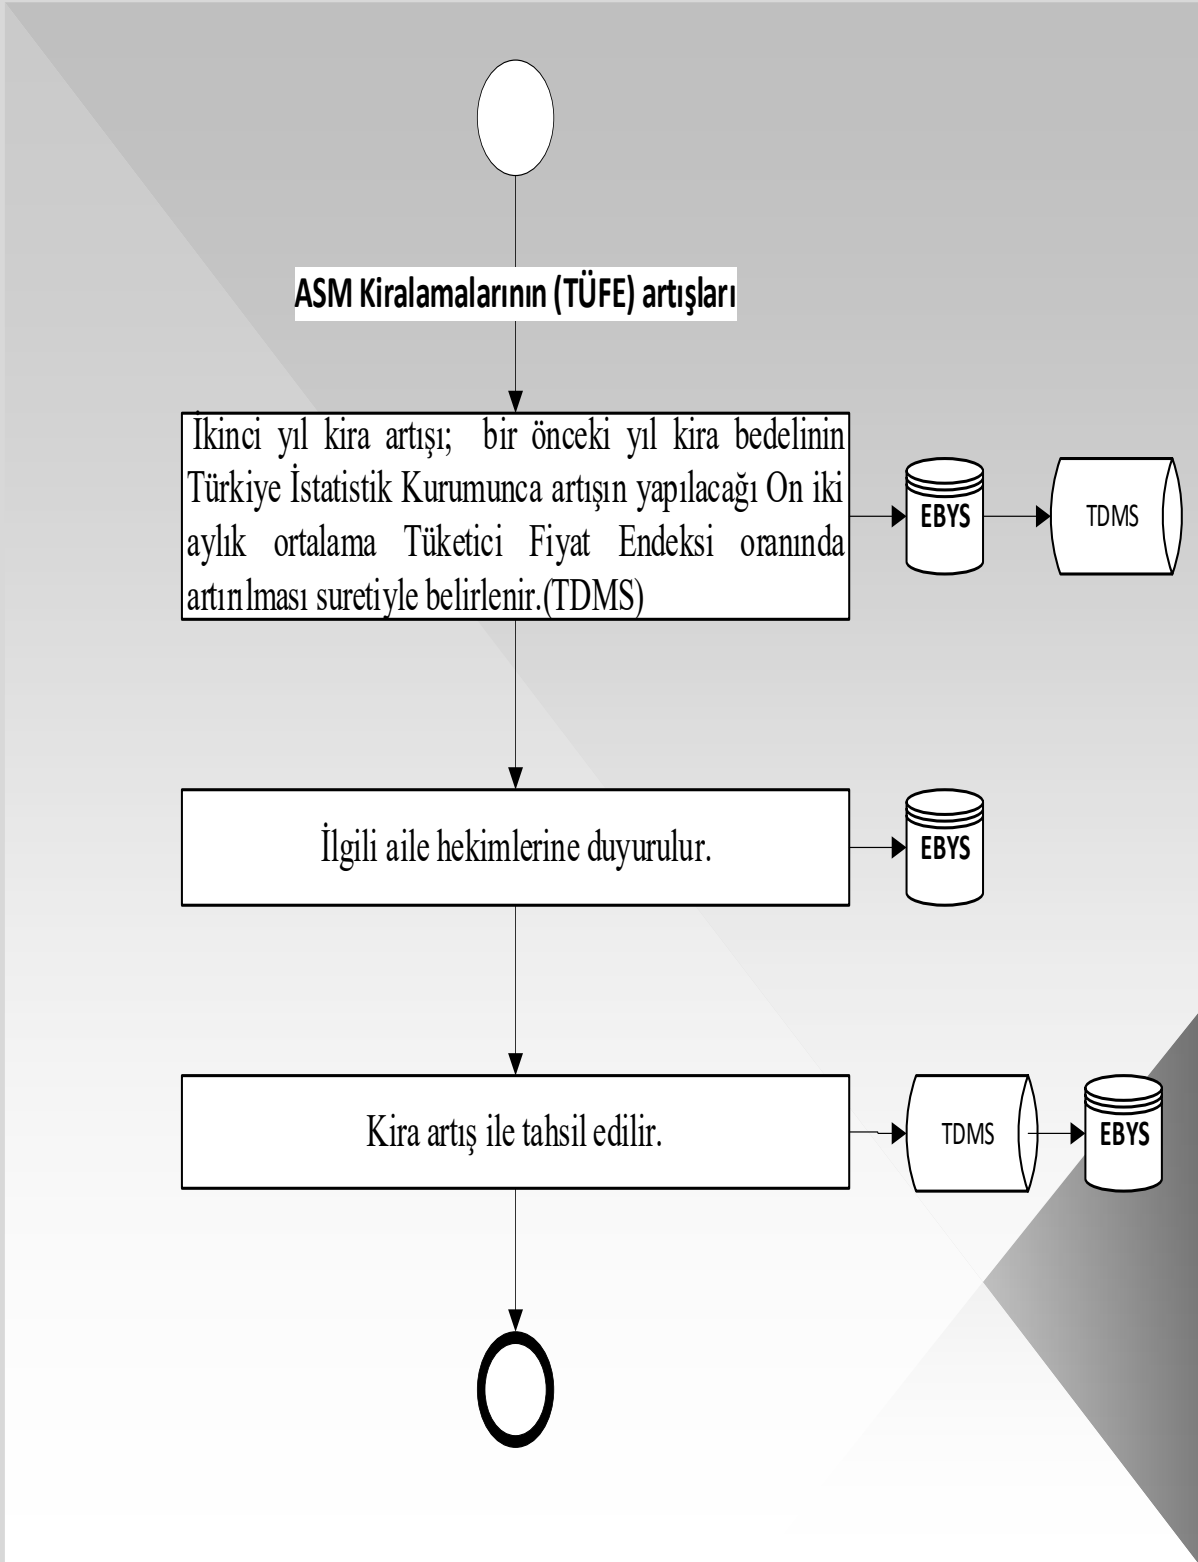 ASM Kiralamalarının (TÜFE) artışları
İkinci yıl kira artışı; bir önceki yıl kira bedelinin
Türkiye İstatistik Kurumunca artışın yapılacağı On iki
aylık ortalama Tüketici Fiyat Endeksi oranında
artırılması suretiyle belirlenir.(TDMS)
EBYS
TDMS
İlgili aile hekimlerine duyurulur.
EBYS
Kira artış ile tahsil edilir.
TDMS
EBYS